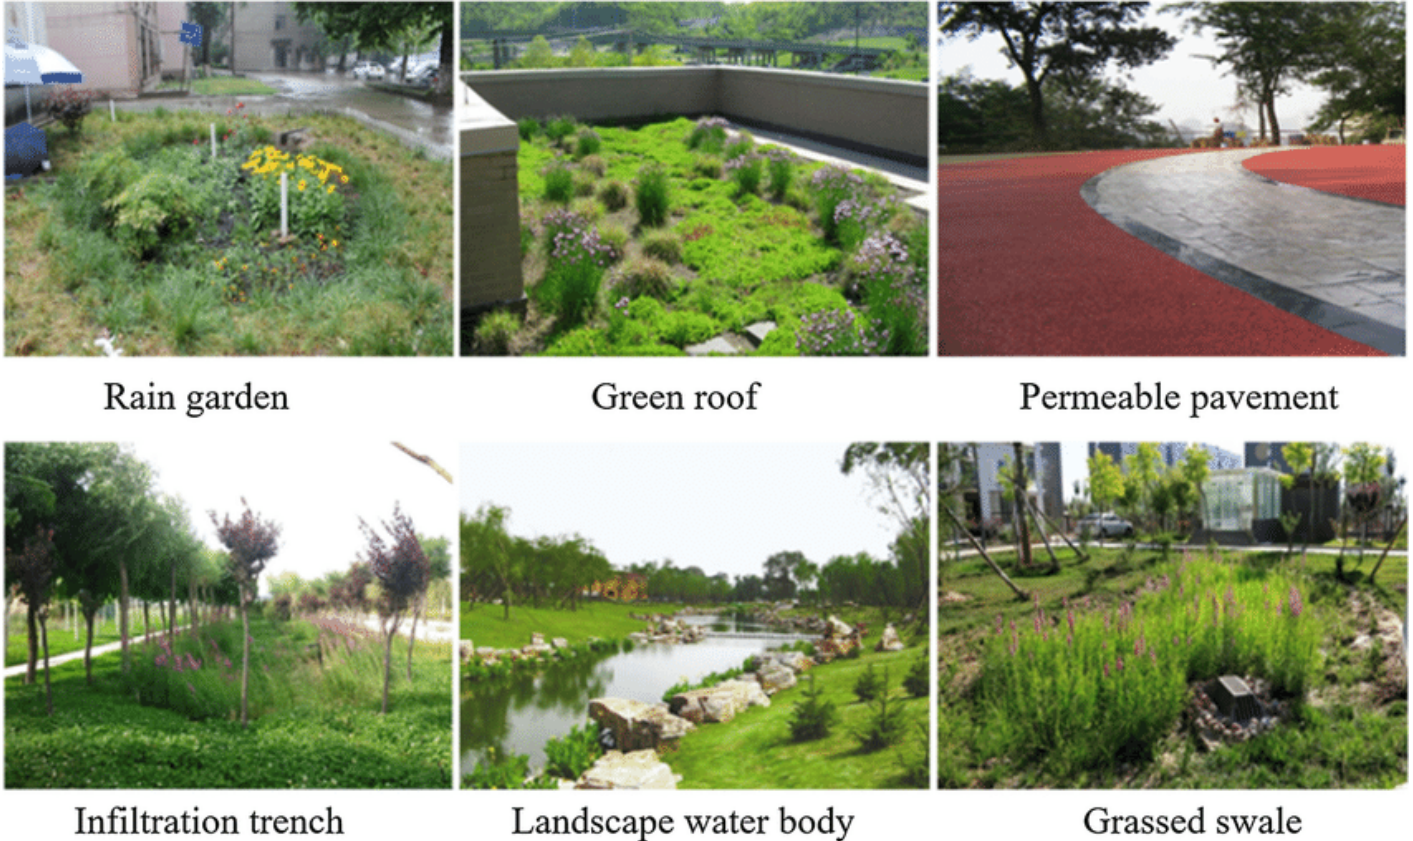 Rain garden
Green roof
Permeable pavement
Infiltration trench
Landscape water body
Grassed swale